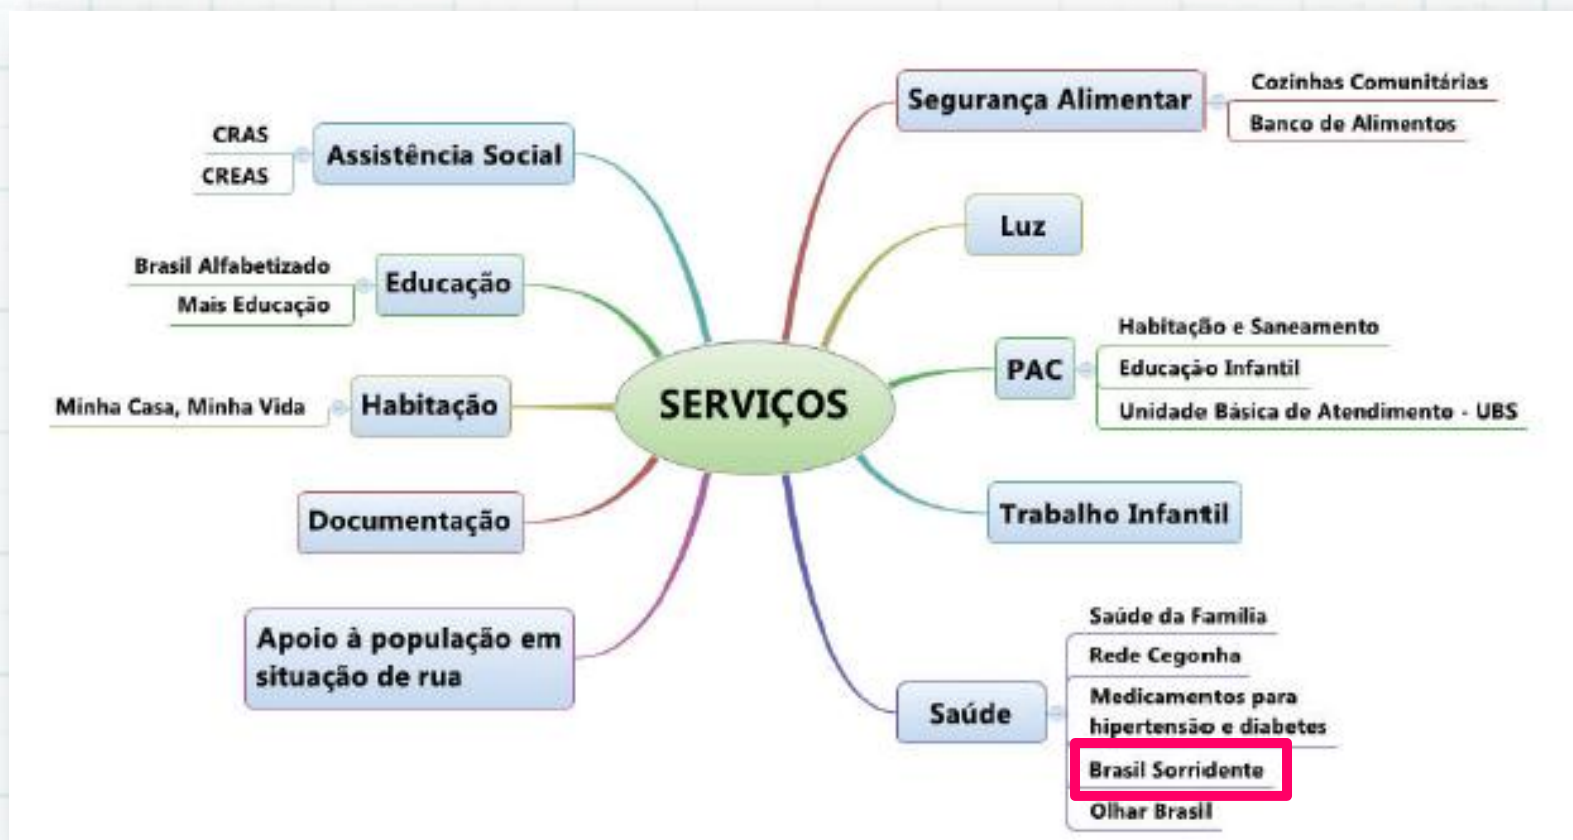 CRAS
CREAS
Assistência Social
Brasil Alfabetizado
Mais Educação
Educação
Minha Casa, Minha Vida
Habitação
Documentação
Apoio à população em
situação de rua
SERVIÇOS
Segurança Alimentar
Cozinhas Comunitárias
Banco de Alimentos
Luz
PAC
Habitação e Saneamento
Educação Infantil
Unidade Básica de Atendimento - UBS
Trabalho Infantil
Saúde
Saúde da Família
Rede Cegonha
Medicamentos para
hipertensão e diabetes
Brasil Sorridente
Olhar Brasil